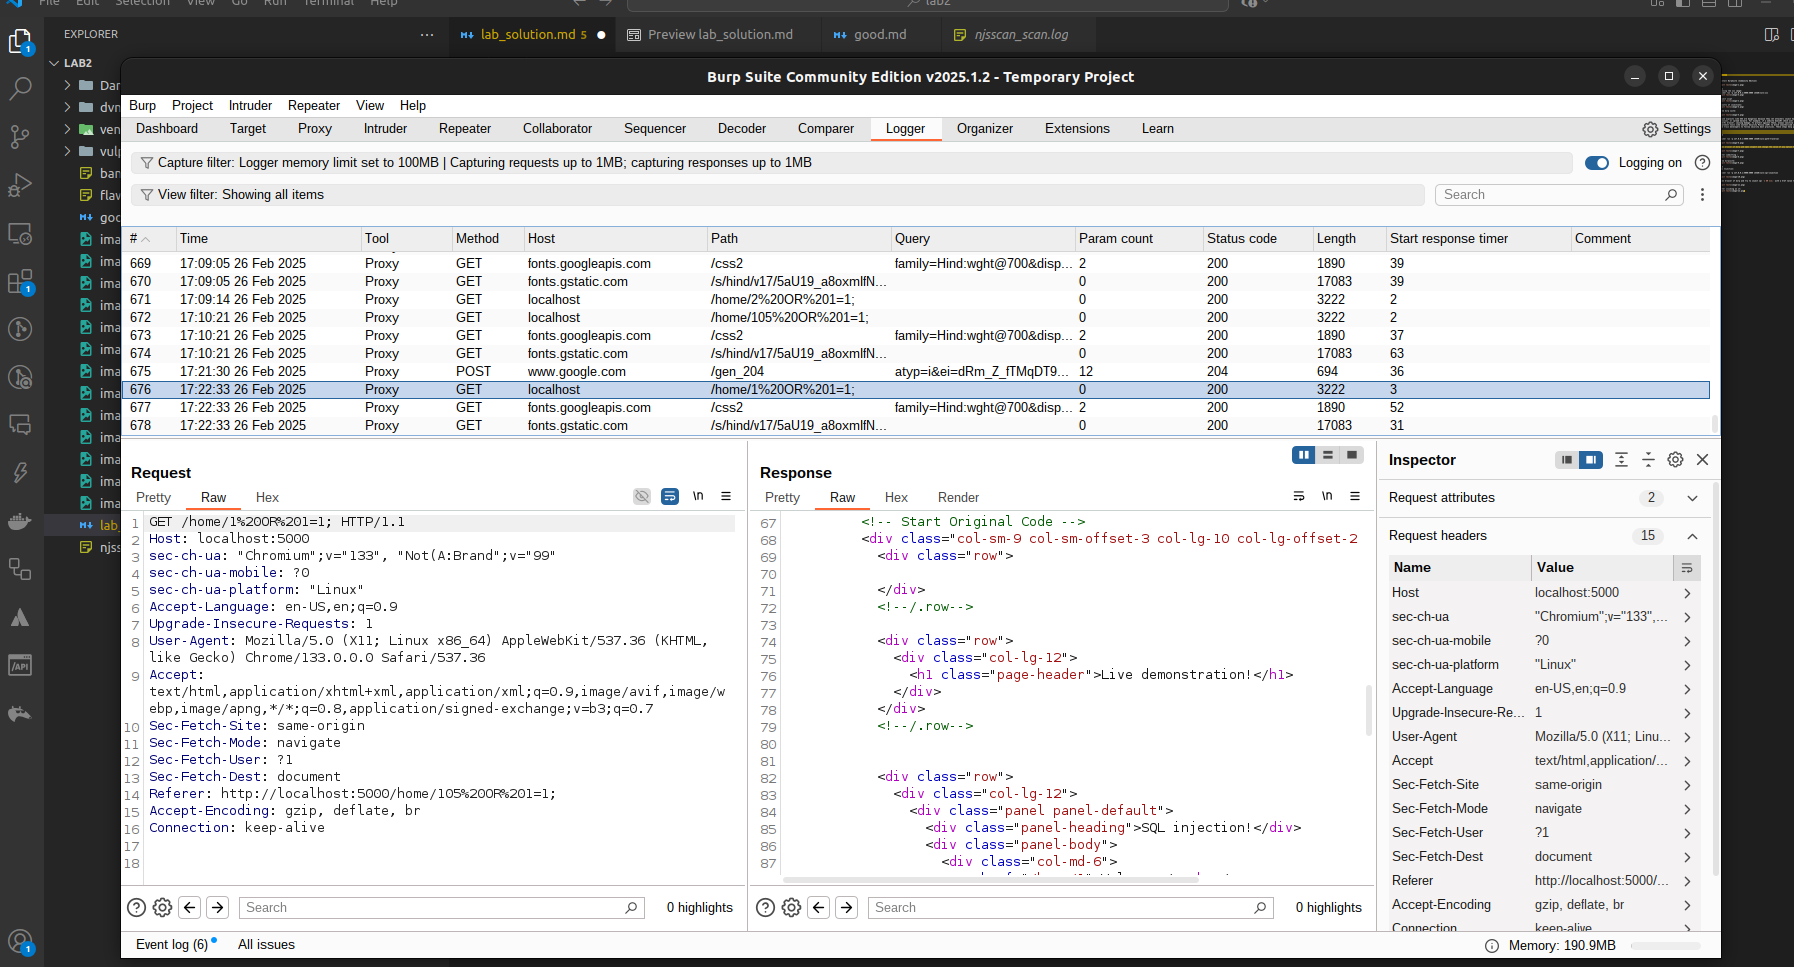 File Edit Selection View Go Run Terminal Help
lab2
EXPLORER
lab_solution.md 5
Preview lab_solution.md
good.md
njsscan_scan.log
LAB2
Dar
dvn
ven
vul
ban
flav
goo
ima
ima
ima
ima
ima
ima
ima
ima
ima
ima
ima
ima
ima
lab_
njss
Burp Suite Community Edition v2025.1.2 - Temporary Project
Burp Project Intruder Repeater View Help
Dashboard Target Proxy Intruder Repeater Collaborator Sequencer Decoder Comparer Logger Organizer Extensions Learn Settings
Capture filter: Logger memory limit set to 100MB | Capturing requests up to 1MB; capturing responses up to 1MB
Logging on
View filter: Showing all items
Search
# Time Tool Method Host Path Query Param count Status code Length Start response timer Comment
669 17:09:05 26 Feb 2025 Proxy GET fonts.googleapis.com /css2 family=Hind:wght@700&disp... 2 200 1890 39
670 17:09:05 26 Feb 2025 Proxy GET fonts.gstatic.com /s/hind/v17/5aU19_a8oxmIfN... 0 200 17083 39
671 17:09:14 26 Feb 2025 Proxy GET localhost /home/2%20OR%201=1; 0 200 3222 2
672 17:10:21 26 Feb 2025 Proxy GET localhost /home/105%20OR%201=1; 0 200 3222 2
673 17:10:21 26 Feb 2025 Proxy GET fonts.googleapis.com /css2 family=Hind:wght@700&disp... 2 200 1890 37
674 17:10:21 26 Feb 2025 Proxy GET fonts.gstatic.com /s/hind/v17/5aU19_a8oxmIfN... 0 200 17083 63
675 17:21:30 26 Feb 2025 Proxy POST www.google.com /gen_204 atyp=i&ei=dRm_Z_fTMqDT9... 12 204 694 36
676 17:22:33 26 Feb 2025 Proxy GET localhost /home/1%20OR%201=1; 0 200 3222 3
677 17:22:33 26 Feb 2025 Proxy GET fonts.googleapis.com /css2 family=Hind:wght@700&disp... 2 200 1890 52
678 17:22:33 26 Feb 2025 Proxy GET fonts.gstatic.com /s/hind/v17/5aU19_a8oxmIfN... 0 200 17083 31
Request
Pretty Raw Hex \n
1 GET /home/1%20OR%201=1; HTTP/1.1
2 Host: localhost:5000
3 sec-ch-ua: "Chromium";v="133", "Not(A:Brand";v="99"
4 sec-ch-ua-mobile: ?0
5 sec-ch-ua-platform: "Linux"
6 Accept-Language: en-US,en;q=0.9
7 Upgrade-Insecure-Requests: 1
8 User-Agent: Mozilla/5.0 (X11; Linux x86_64) AppleWebKit/537.36 (KHTML,
like Gecko) Chrome/133.0.0.0 Safari/537.36
9 Accept:
text/html,application/xhtml+xml,application/xml;q=0.9,image/avif,image/w
ebp,image/apng,*/*;q=0.8,application/signed-exchange;v=b3;q=0.7
10 Sec-Fetch-Site: same-origin
11 Sec-Fetch-Mode: navigate
12 Sec-Fetch-User: ?1
13 Sec-Fetch-Dest: document
14 Referer: http://localhost:5000/home/105%20OR%201=1;
15 Accept-Encoding: gzip, deflate, br
16 Connection: keep-alive
17
18
Search
0 highlights
Response
Pretty Raw Hex Render \n
67 <!-- Start Original Code -->
68 <div class="col-sm-9 col-sm-offset-3 col-lg-10 col-lg-offset-2
69 <div class="row">
70
71 </div>
72 <!--/.row-->
73
74 <div class="row">
75 <div class="col-lg-12">
76 <h1 class="page-header">Live demonstration!</h1>
77 </div>
78 </div>
79 <!--/.row-->
80
81
82 <div class="row">
83 <div class="col-lg-12">
84 <div class="panel panel-default">
85 <div class="panel-heading">SQL injection!</div>
86 <div class="panel-body">
87 <div class="col-md-6">
Search
0 highlights
Inspector
Request attributes 2
Request headers 15
Name Value
Host localhost:5000
sec-ch-ua "Chromium";v="133",...
sec-ch-ua-mobile ?0
sec-ch-ua-platform "Linux"
Accept-Language en-US,en;q=0.9
Upgrade-Insecure-Re... 1
User-Agent Mozilla/5.0 (X11; Linu...
Accept text/html,application/...
Sec-Fetch-Site same-origin
Sec-Fetch-Mode navigate
Sec-Fetch-User ?1
Sec-Fetch-Dest document
Referer http://localhost:5000/...
Accept-Encoding gzip, deflate, br
Connection keep-alive
Event log (6) All issues
Memory: 190.9MB